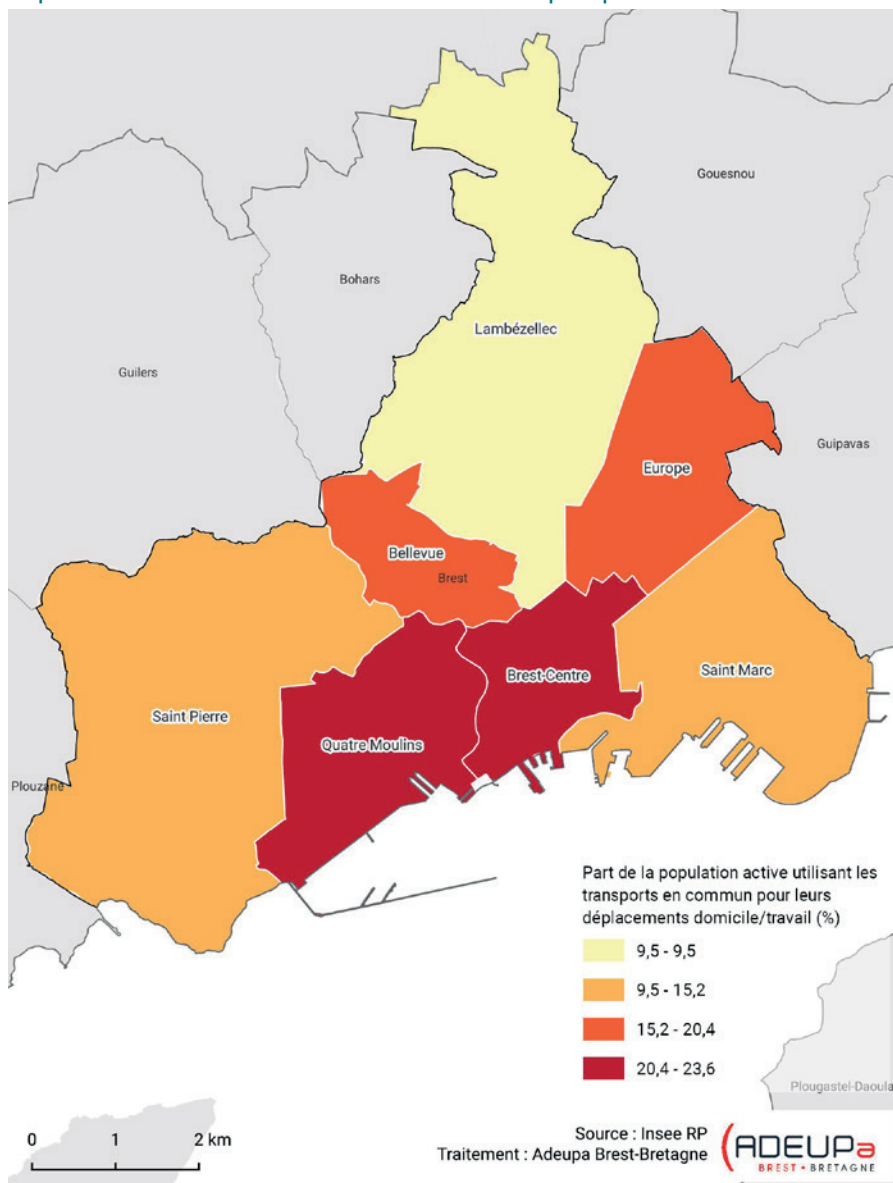 Gouesnou
Bohars
Lambézellec
Guilers
Guipavas
Europe
Bellevue
Brest
Brest-Centre
Saint Marc
Saint Pierre
Quatre Moulins
Plouzané
Part de la population active utilisant les
transports en commun pour leurs
déplacements domicile/travail (%)
9,5 - 9,5
9,5 - 15,2
15,2 - 20,4
20,4 - 23,6
Plougastel-Daoula
0 1 2 km
Source : Insee RP
Traitement : Adeupa Brest-Bretagne
ADEUPa
BREST • BRETAGNE